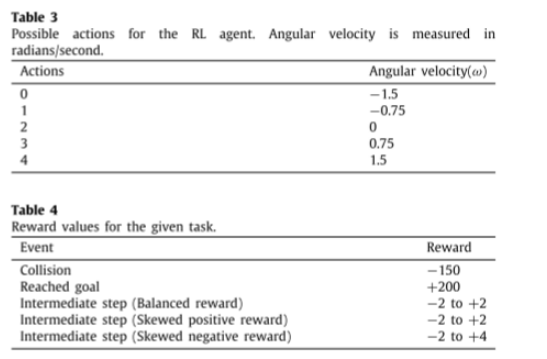 Table 3
Possible actions for the RL agent. Angular velocity is measured in
radians/second.
Actions Angular velocity(ω)
0 −1.5
1 −0.75
2 0
3 0.75
4 1.5
Table 4
Reward values for the given task.
Event Reward
Collision −150
Reached goal +200
Intermediate step (Balanced reward) −2 to +2
Intermediate step (Skewed positive reward) −2 to +2
Intermediate step (Skewed negative reward) −2 to +4